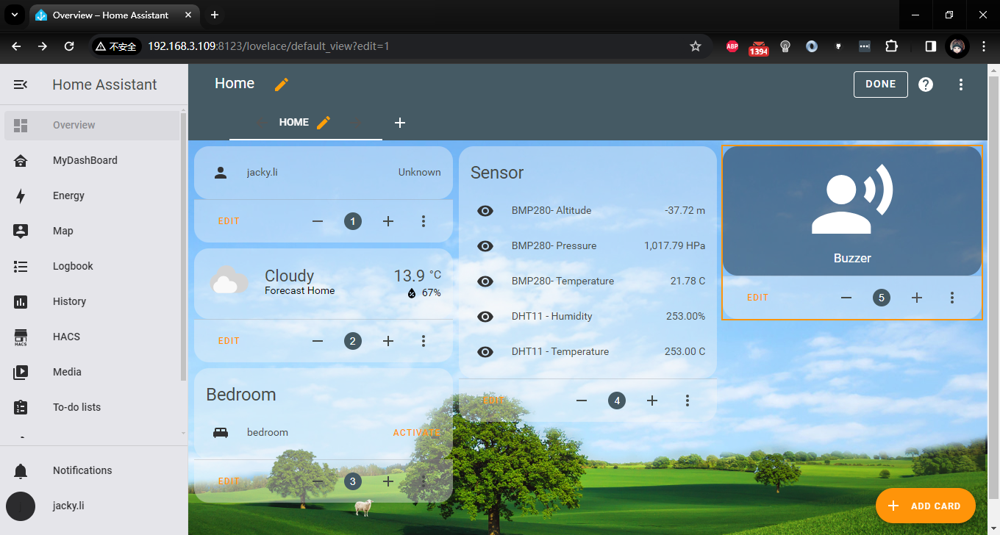 Overview – Home Assistant
不安全 192.168.3.109:8123/lovelace/default_view?edit=1
ABP
1394
Home Assistant
Overview
MyDashBoard
Energy
Map
Logbook
History
HACS
HACS
Media
To-do lists
Notifications
jacky.li
Home
DONE
HOME
jacky.li Unknown
EDIT 1
Cloudy 13.9 °C
Forecast Home 67%
EDIT 2
Bedroom
bedroom ACTIVATE
EDIT 3
Sensor
BMP280- Altitude -37.72 m
BMP280- Pressure 1,017.79 HPa
BMP280- Temperature 21.78 C
DHT11 - Humidity 253.00%
DHT11 - Temperature 253.00 C
EDIT 4
Buzzer
EDIT 5
ADD CARD